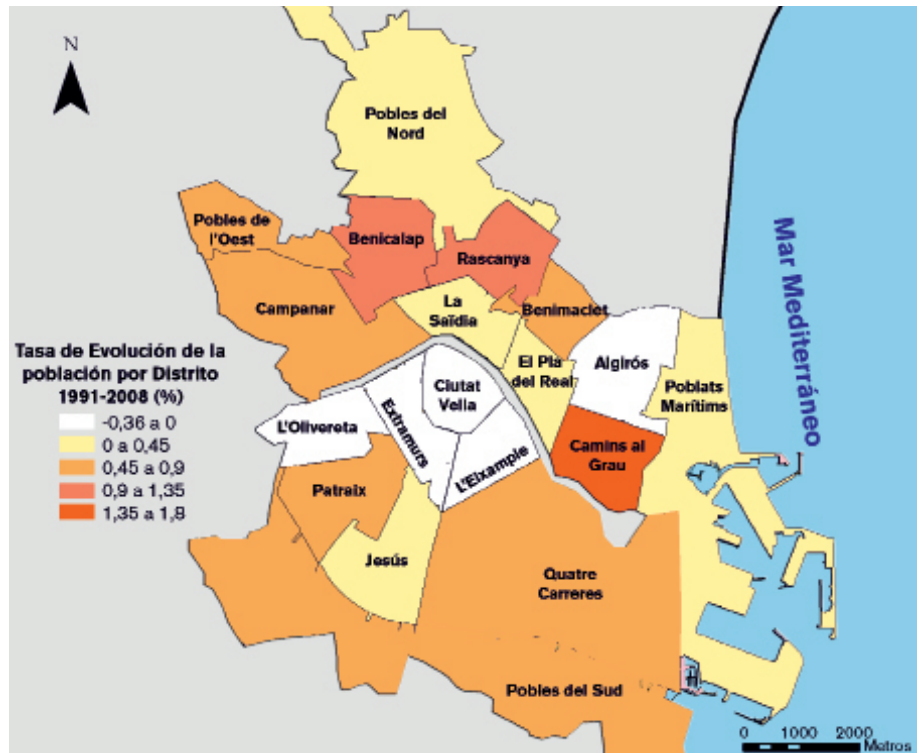 N
Pobles del
Nord
Pobles de
l'Oest
Benicalap
Rascanya
Campanar
La
Saïdia
Benimaclet
Mar Mediterráneo
Tasa de Evolución de la
población por Distrito
1991-2008 (%)
-0,36 a 0
0 a 0,45
0,45 a 0,9
0,9 a 1,35
1,35 a 1,8
El Pla
del Real
Algirós
Poblats
Marítims
Ciutat
Vella
L'Olivereta
Extramurs
L'Eixample
Camins al
Grau
Patraix
Jesús
Quatre
Carreres
Pobles del Sud
0 1000 2000
Metros